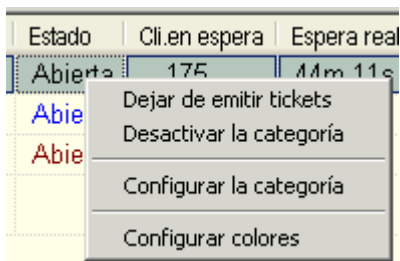 Estado Cli.en espera Espera real
Abierta 175 44m 11s
Dejar de emitir tickets
Abie
Desactivar la categoría
Abie
Configurar la categoría
Configurar colores